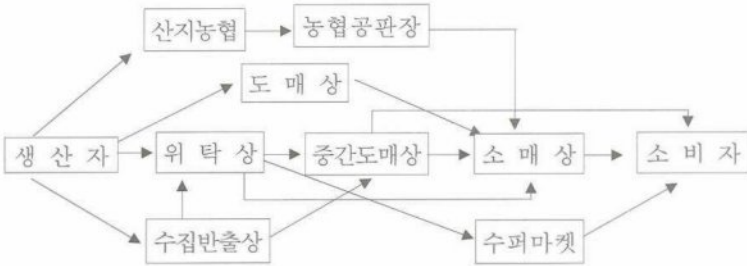 산지농협
농협공판장
도 매 상
생 산 자
위 탁 상
중간도매상
소 매 상
소 비 자
수집반출상
수퍼마켓